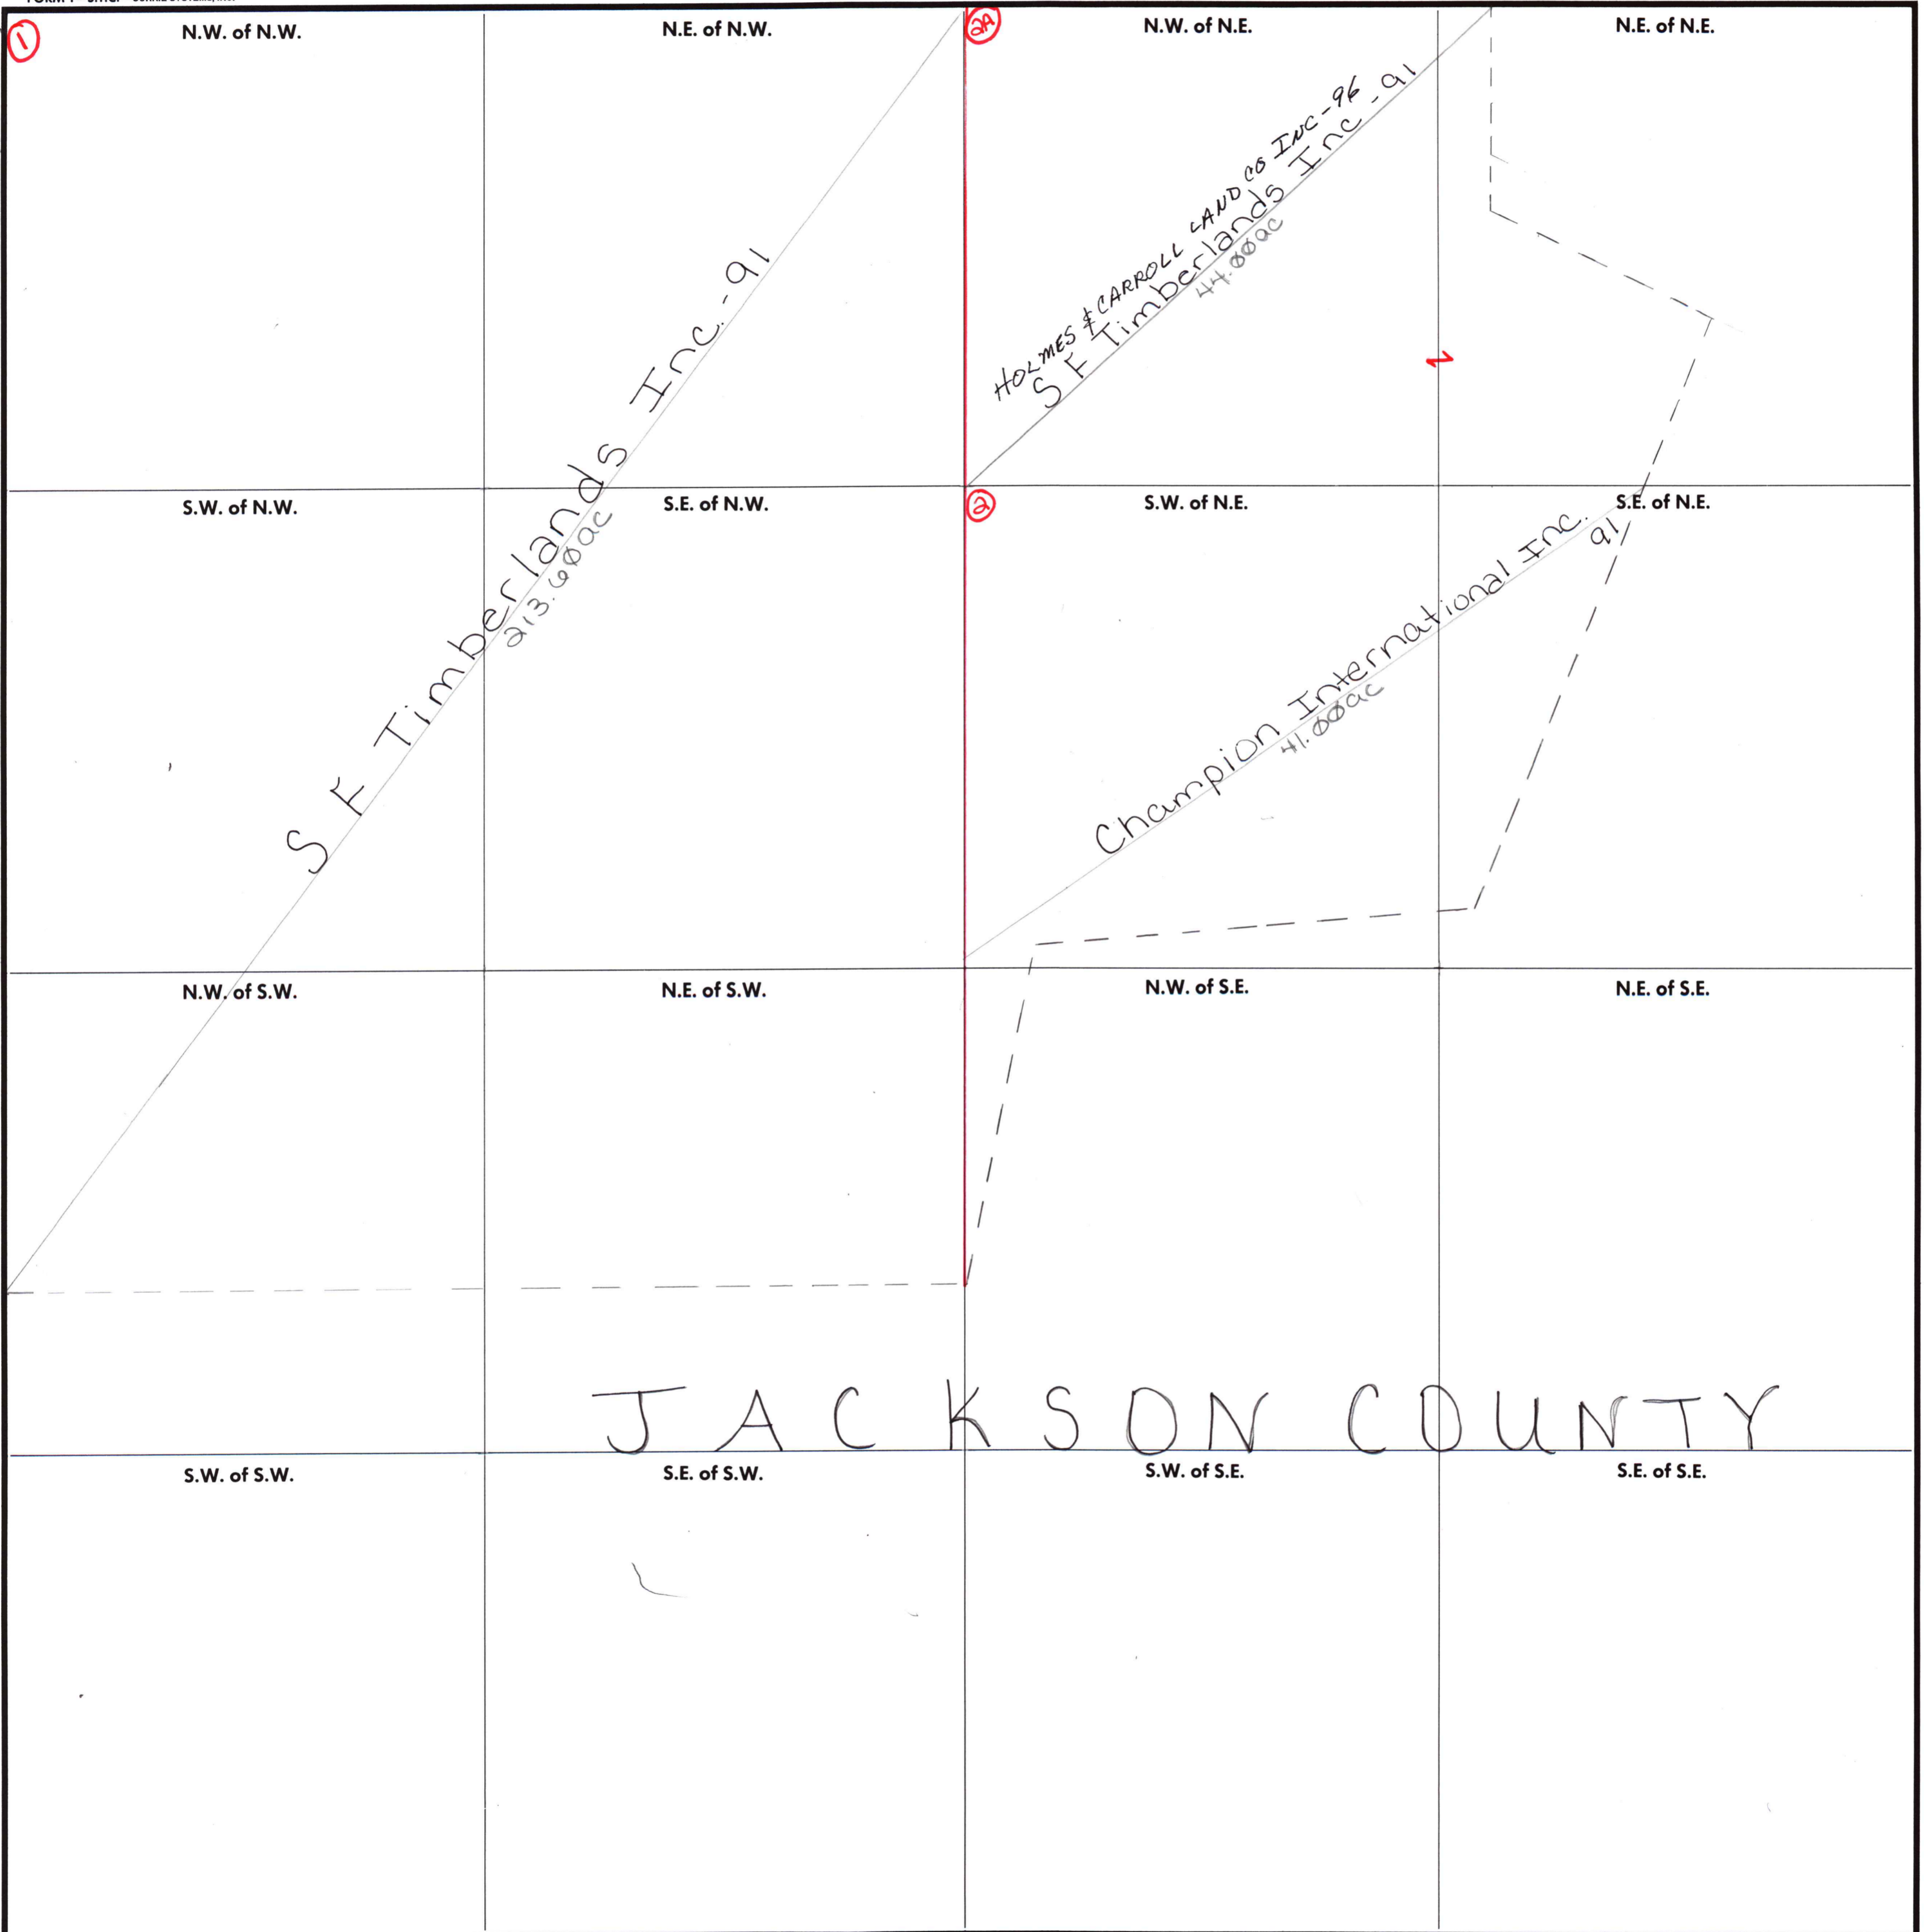 1
N.W. of N.W.
N.E. of N.W.
2A
N.W. of N.E.
N.E. of N.E.
HOLMES & CARROLL LAND CO INC-96
S F Timberlands Inc - 91
44.00ac
S F Timberlands Inc. - 91
213.60ac
Z
S.W. of N.W.
S.E. of N.W.
2
S.W. of N.E.
S.E. of N.E.
Champion International Inc.
91
41.00ac
N.W. of S.W.
N.E. of S.W.
N.W. of S.E.
N.E. of S.E.
JACKSON COUNTY
S.W. of S.W.
S.E. of S.W.
S.W. of S.E.
S.E. of S.E.